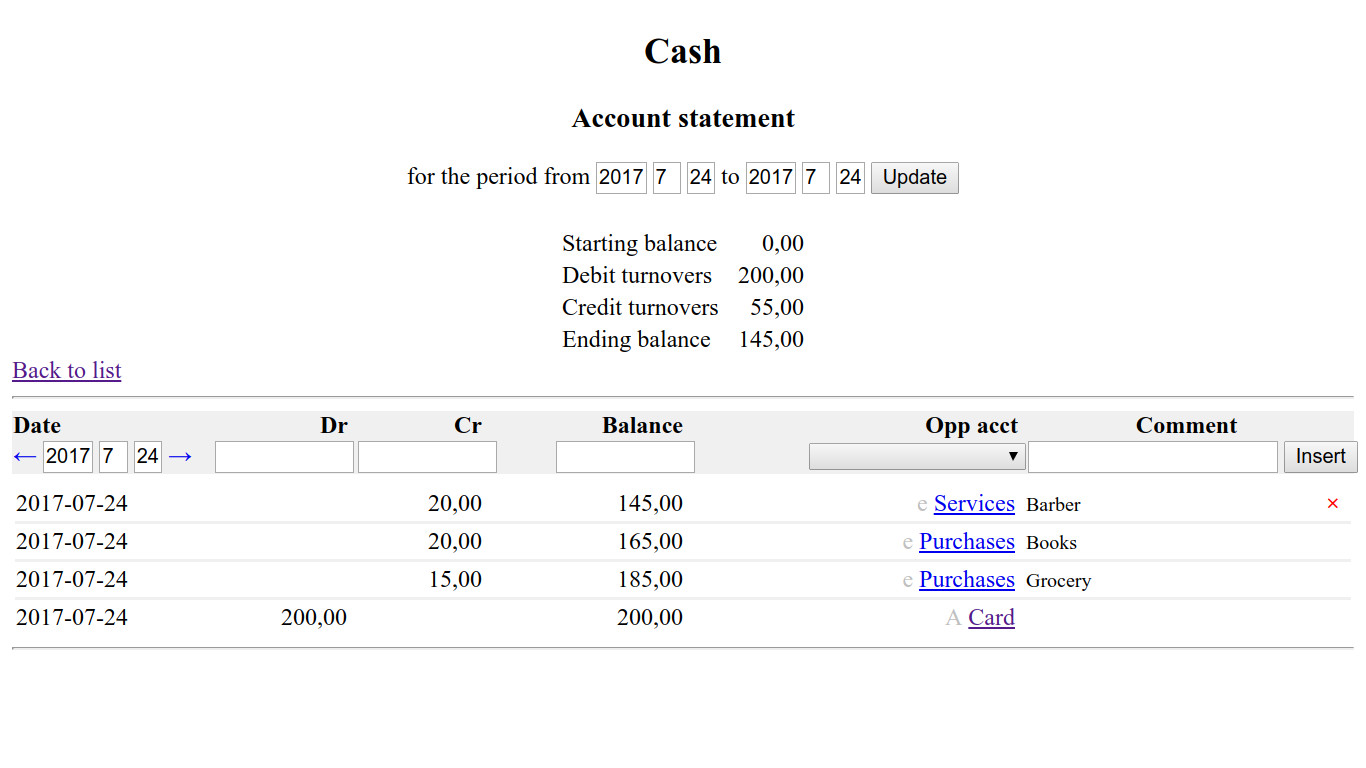 Cash
Account statement
for the period from 2017 7 24 to 2017 7 24 Update
Starting balance 0,00
Debit turnovers 200,00
Credit turnovers 55,00
Ending balance 145,00
Back to list
Date Dr Cr Balance Opp acct Comment
← 2017 7 24 → ▼ Insert
2017-07-24 20,00 145,00 e Services Barber ×
2017-07-24 20,00 165,00 e Purchases Books
2017-07-24 15,00 185,00 e Purchases Grocery
2017-07-24 200,00 200,00 A Card